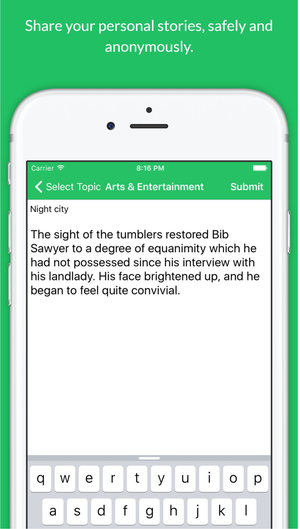 Share your personal stories, safely and
anonymously.
Carrier 8:16 PM
Select Topic Arts & Entertainment Submit
Night city
The sight of the tumblers restored Bib
Sawyer to a degree of equanimity which he
had not possessed since his interview with
his landlady. His face brightened up, and he
began to feel quite convivial.
q w e r t y u i o p
a s d f g h j k l